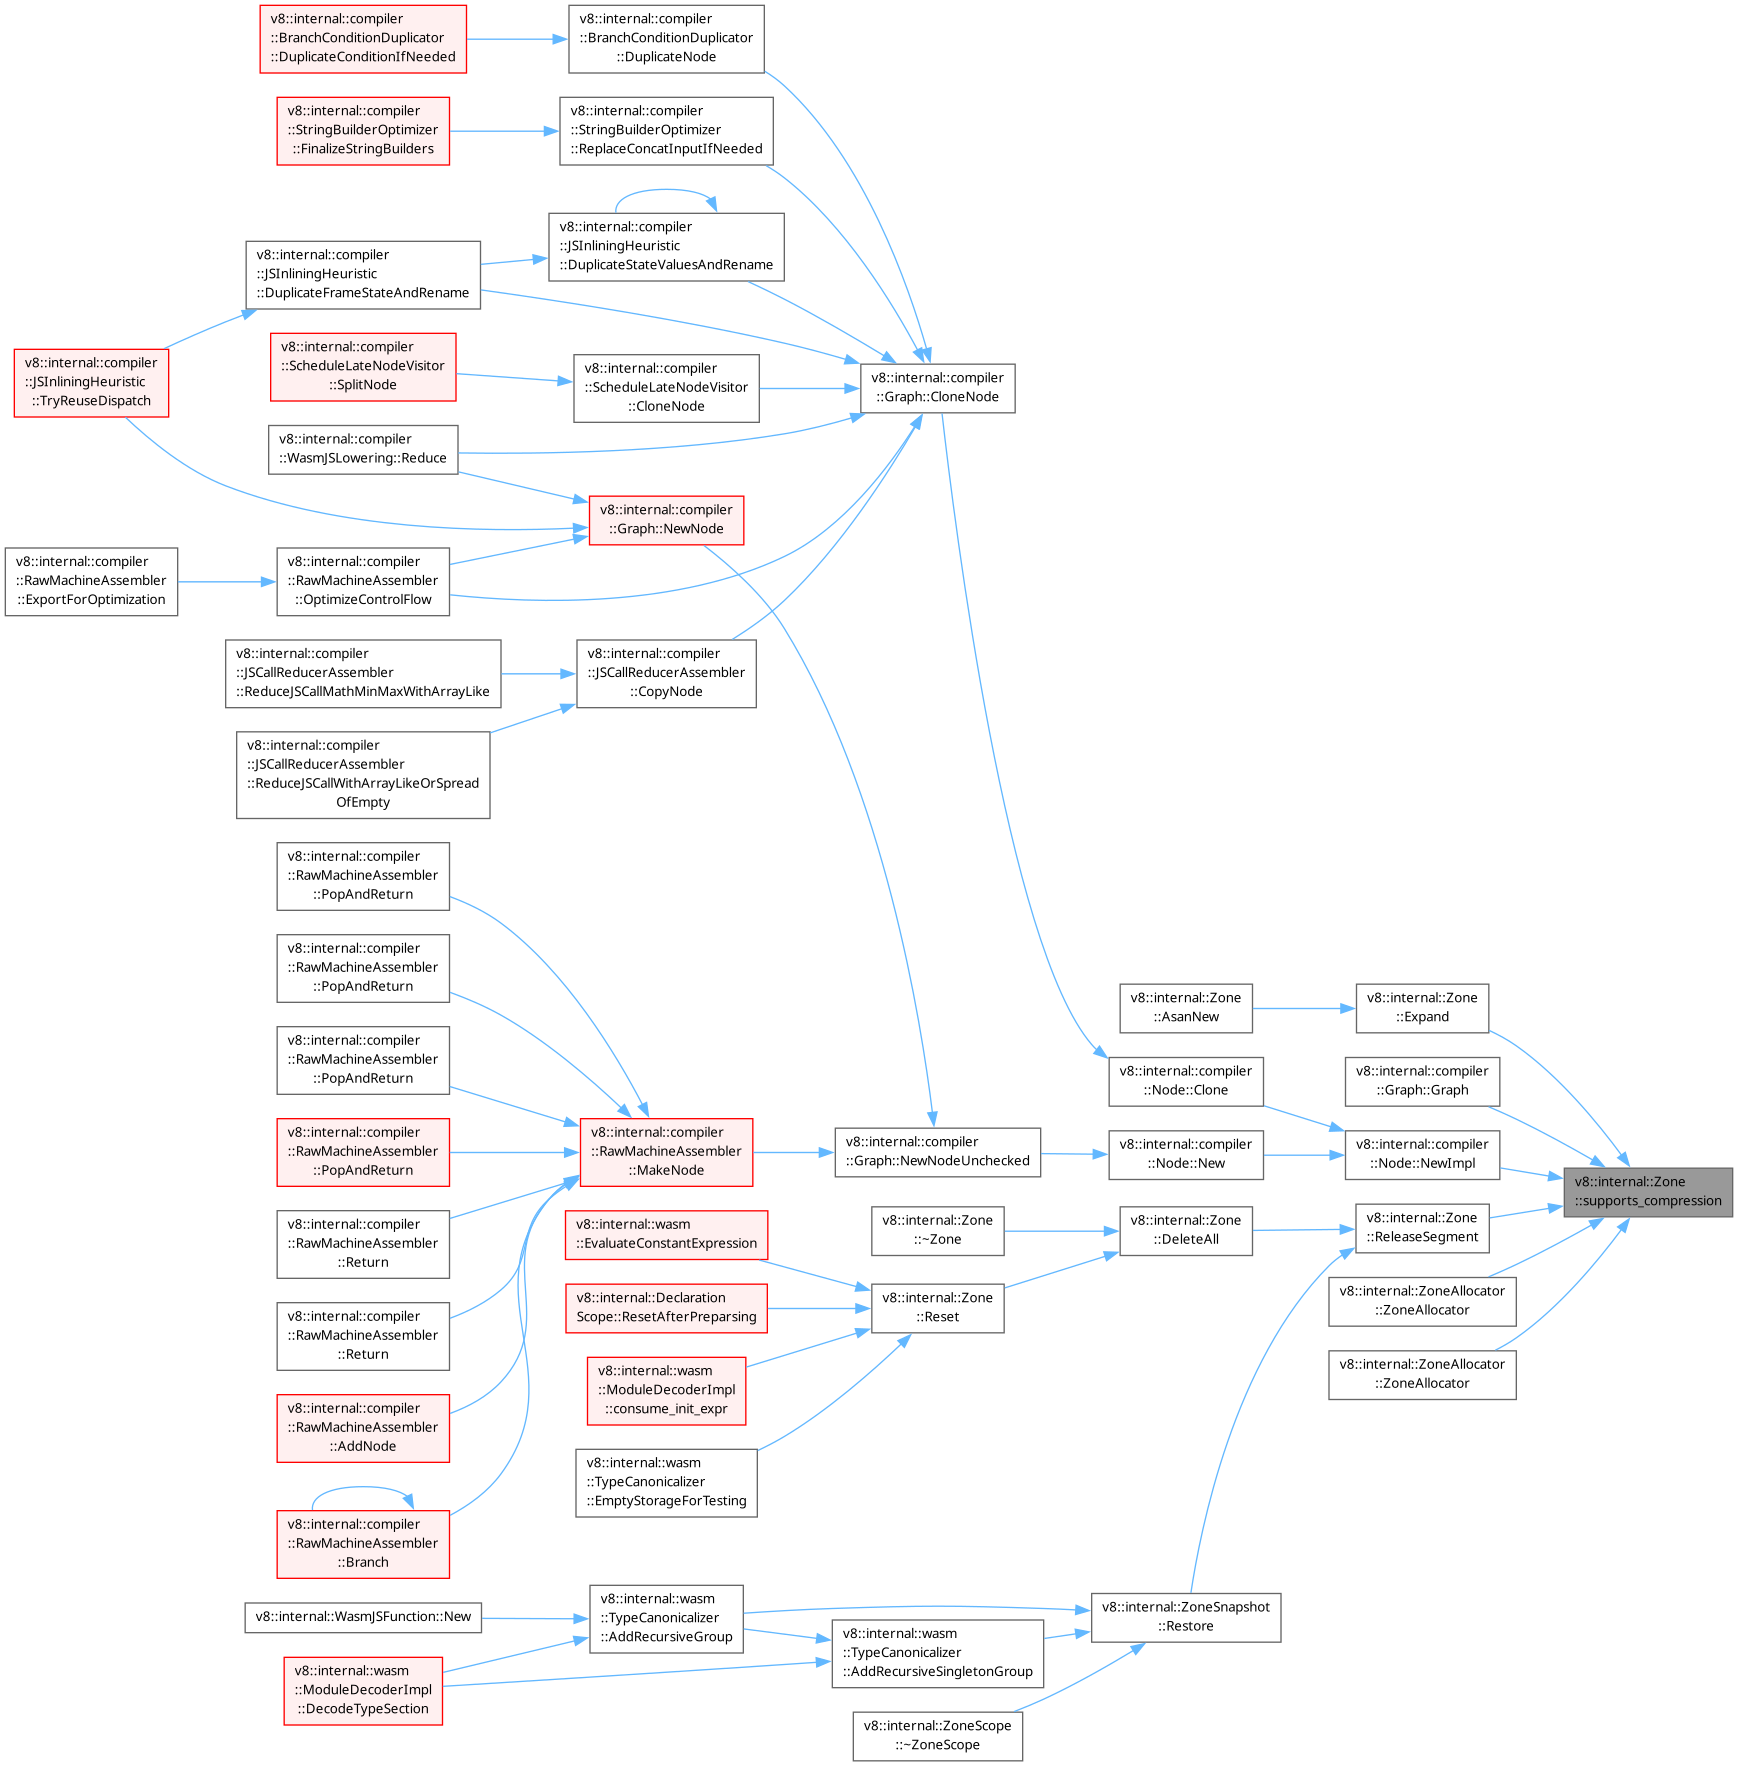 v8::internal::compiler
::BranchConditionDuplicator
::DuplicateConditionIfNeeded
v8::internal::compiler
::BranchConditionDuplicator
::DuplicateNode
v8::internal::compiler
::StringBuilderOptimizer
::FinalizeStringBuilders
v8::internal::compiler
::StringBuilderOptimizer
::ReplaceConcatInputIfNeeded
v8::internal::compiler
::JSInliningHeuristic
::DuplicateStateValuesAndRename
v8::internal::compiler
::JSInliningHeuristic
::DuplicateFrameStateAndRename
v8::internal::compiler
::JSInliningHeuristic
::TryReuseDispatch
v8::internal::compiler
::ScheduleLateNodeVisitor
::SplitNode
v8::internal::compiler
::ScheduleLateNodeVisitor
::CloneNode
v8::internal::compiler
::Graph::CloneNode
v8::internal::compiler
::WasmJSLowering::Reduce
v8::internal::compiler
::Graph::NewNode
v8::internal::compiler
::RawMachineAssembler
::ExportForOptimization
v8::internal::compiler
::RawMachineAssembler
::OptimizeControlFlow
v8::internal::compiler
::JSCallReducerAssembler
::ReduceJSCallMathMinMaxWithArrayLike
v8::internal::compiler
::JSCallReducerAssembler
::CopyNode
v8::internal::compiler
::JSCallReducerAssembler
::ReduceJSCallWithArrayLikeOrSpread
OfEmpty
v8::internal::compiler
::RawMachineAssembler
::PopAndReturn
v8::internal::compiler
::RawMachineAssembler
::PopAndReturn
v8::internal::compiler
::RawMachineAssembler
::PopAndReturn
v8::internal::compiler
::RawMachineAssembler
::PopAndReturn
v8::internal::compiler
::RawMachineAssembler
::Return
v8::internal::compiler
::RawMachineAssembler
::Return
v8::internal::compiler
::RawMachineAssembler
::AddNode
v8::internal::compiler
::RawMachineAssembler
::Branch
v8::internal::compiler
::RawMachineAssembler
::MakeNode
v8::internal::compiler
::Graph::NewNodeUnchecked
v8::internal::Zone
::AsanNew
v8::internal::Zone
::Expand
v8::internal::compiler
::Node::Clone
v8::internal::compiler
::Graph::Graph
v8::internal::compiler
::Node::New
v8::internal::compiler
::Node::NewImpl
v8::internal::Zone
::supports_compression
v8::internal::Zone
::~Zone
v8::internal::Zone
::DeleteAll
v8::internal::Zone
::ReleaseSegment
v8::internal::wasm
::EvaluateConstantExpression
v8::internal::Declaration
Scope::ResetAfterPreparsing
v8::internal::Zone
::Reset
v8::internal::ZoneAllocator
::ZoneAllocator
v8::internal::wasm
::ModuleDecoderImpl
::consume_init_expr
v8::internal::ZoneAllocator
::ZoneAllocator
v8::internal::wasm
::TypeCanonicalizer
::EmptyStorageForTesting
v8::internal::WasmJSFunction::New
v8::internal::wasm
::TypeCanonicalizer
::AddRecursiveGroup
v8::internal::wasm
::TypeCanonicalizer
::AddRecursiveSingletonGroup
v8::internal::ZoneSnapshot
::Restore
v8::internal::wasm
::ModuleDecoderImpl
::DecodeTypeSection
v8::internal::ZoneScope
::~ZoneScope